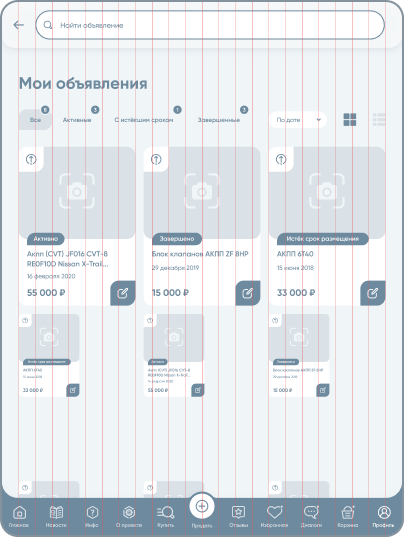 Найти объявление
Мои объявления
8
3
1
3
Все
Активные
С истёкшим сроком
Завершенные
По дате
Активно
Акпп (CVT) JF016 CVT-8
RE0F10D Nissan X-Trail...
16 февраля 2020
55 000 ₽
Завершено
Блок клапанов АКПП ZF 8HP
29 декабря 2019
15 000 ₽
Истёк срок размещения
АКПП 6T40
15 июня 2018
33 000 ₽
Истёк срок размещения
АКПП 6T40
15 июня 2018
33 000 ₽
Активно
Акпп (CVT) JF016 CVT-8
RE0F10D Nissan X-Trail...
16 февраля 2020
55 000 ₽
Завершено
Блок клапанов АКПП ZF 8HP
29 декабря 2019
15 000 ₽
Главное
Новости
Инфо
О проекте
Купить
Продать
Отзывы
Избранное
Диалоги
Корзина
Профиль